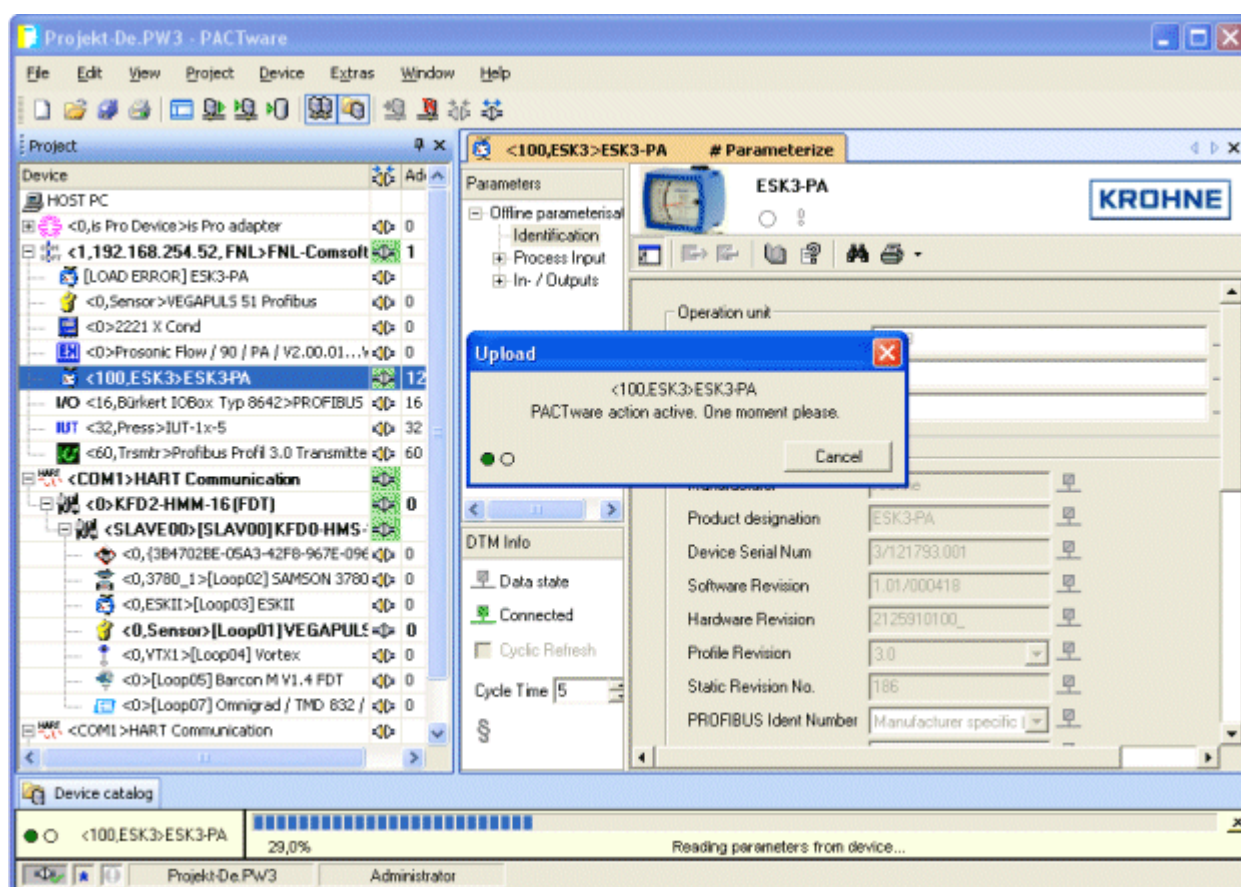 Projekt-De.PW3 - PACTware
File Edit View Project Device Extras Window Help
Project
Device
HOST PC
<0,is Pro Device>is Pro adapter 0
<1,192.168.254.52, FNL>FNL-Comsoft 1
[LOAD ERROR] ESK3-PA
<0,Sensor>VEGAPULS 51 Profibus 0
<0>2221 X Cond 0
<0>Prosonic Flow / 90 / PA / V2.00.01... 0
<100,ESK3>ESK3-PA 12
I/O <16,Bürkert IOBox Typ 8642>PROFIBUS 16
IUT <32,Press>IUT-1x-5 32
<60,Trsmtr>Profibus Profil 3.0 Transmitte 60
HART <COM1>HART Communication
<0>KFD2-HMM-16 [FDT] 0
<SLAVE00>[SLAV00]KFD0-HMS-
<0,{3B4702BE-05A3-42F8-967E-096 0
<0,3780_1>[Loop02] SAMSON 3780 0
<0,ESKII>[Loop03] ESKII 0
<0,Sensor>[Loop01]VEGAPULS 0
<0,VTX1>[Loop04] Vortex 0
<0>[Loop05] Barcon M V1.4 FDT 0
<0>[Loop07] Omnigrad / TMD 832 / 0
HART <COM1>HART Communication
<100,ESK3>ESK3-PA # Parameterize
Parameters
Offline parameterisat
Identification
Process Input
In- / Outputs
ESK3-PA
KROHNE
Operation unit
Upload
<100,ESK3>ESK3-PA
PACTware action active. One moment please.
Cancel
Product designation ESK3-PA
Device Serial Num 3/121793.001
Software Revision 1.01/000418
Hardware Revision 2125910100_
Profile Revision 3.0
Static Revision No. 186
PROFIBUS Ident Number Manufacturer specific
DTM Info
Data state
Connected
Cyclic Refresh
Cycle Time 5
§
Device catalog
<100,ESK3>ESK3-PA
29,0% Reading parameters from device...
Projekt-De.PW3 Administrator